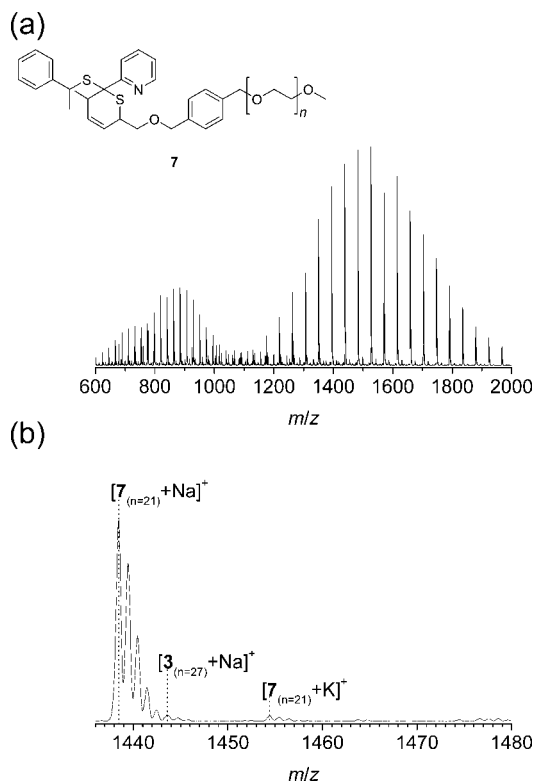 (a)
S
N
S
O
O
n
O
7
600 800 1000 1200 1400 1600 1800 2000
m/z
(b)
[7(n=21)+Na]+
[3(n=27)+Na]+
[7(n=21)+K]+
1440 1450 1460 1470 1480
m/z